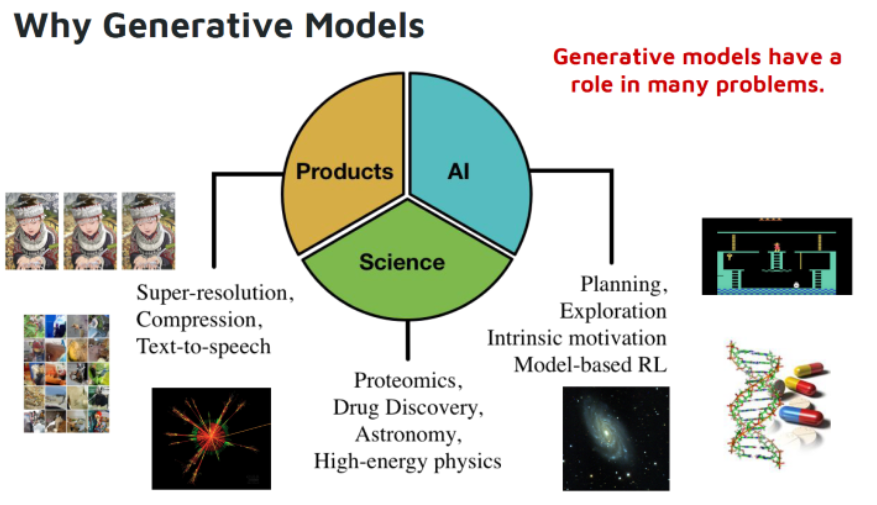 Why Generative Models
Generative models have a
role in many problems.
Products
AI
Science
Super-resolution,
Compression,
Text-to-speech
Planning,
Exploration
Intrinsic motivation
Model-based RL
Proteomics,
Drug Discovery,
Astronomy,
High-energy physics